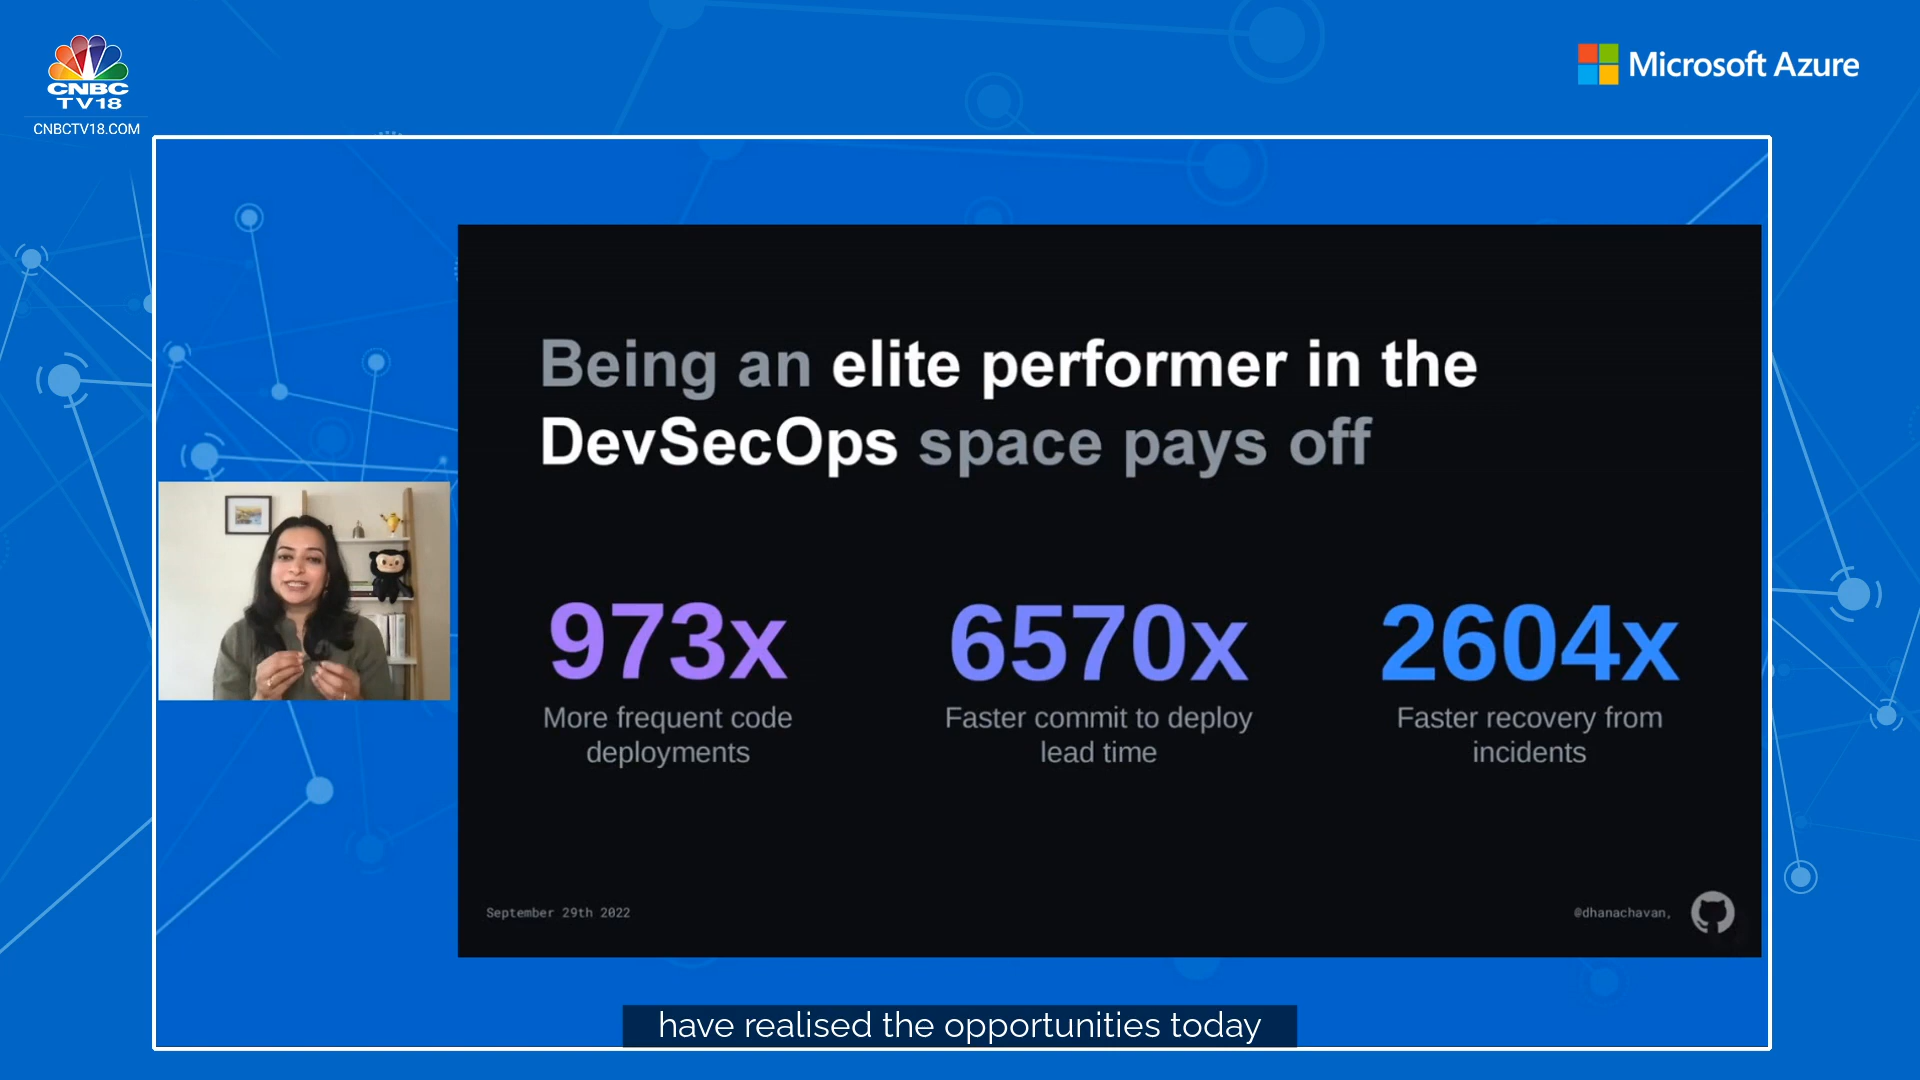 CNBC
TV18
CNBCTV18.COM
Microsoft Azure
Being an elite performer in the
DevSecOps space pays off
973x
More frequent code
deployments
6570x
Faster commit to deploy
lead time
2604x
Faster recovery from
incidents
September 29th 2022
@dhanachavan,
have realised the opportunities today